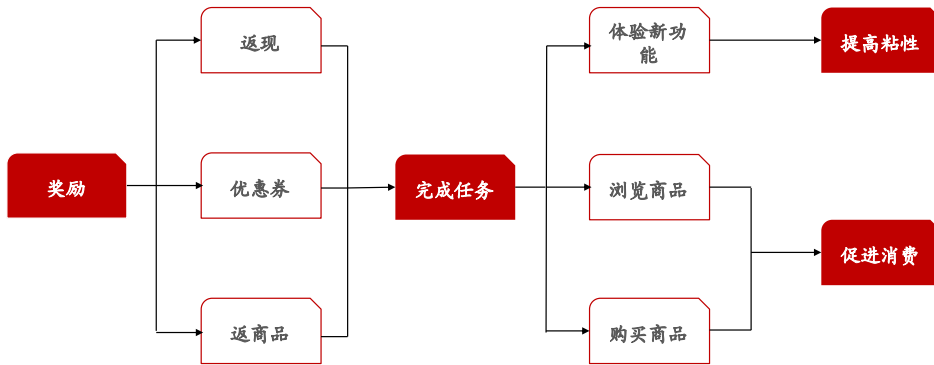 返现
体验新功
能
提高粘性
奖励
优惠券
完成任务
浏览商品
促进消费
返商品
购买商品